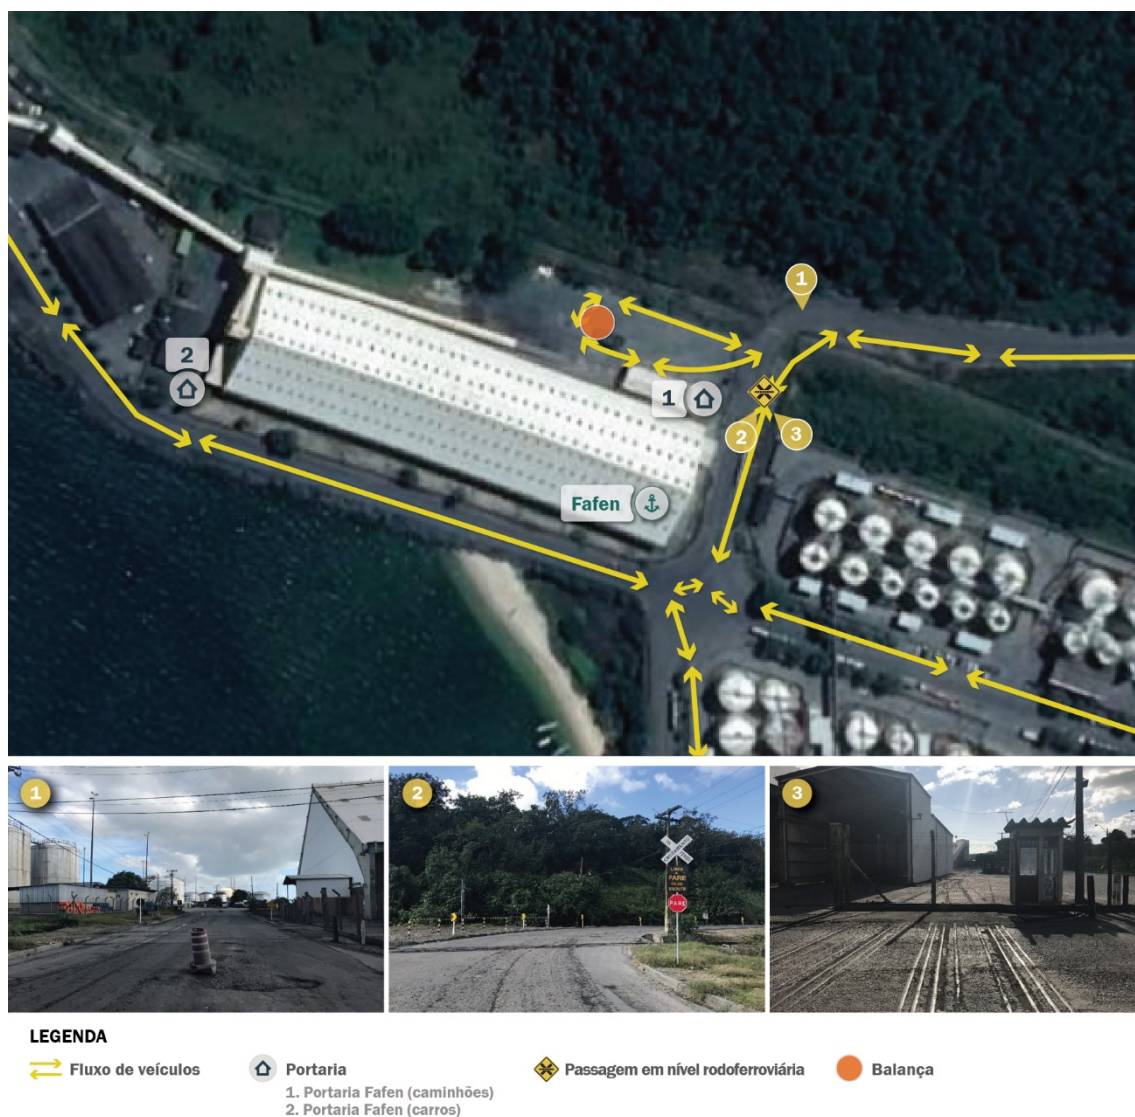 1
2
1
2
3
Fafen
1
2
3
PARE
LEGENDA
Fluxo de veículos
Portaria
1. Portaria Fafen (caminhões)
2. Portaria Fafen (carros)
Passagem em nível rodoferroviária
Balança